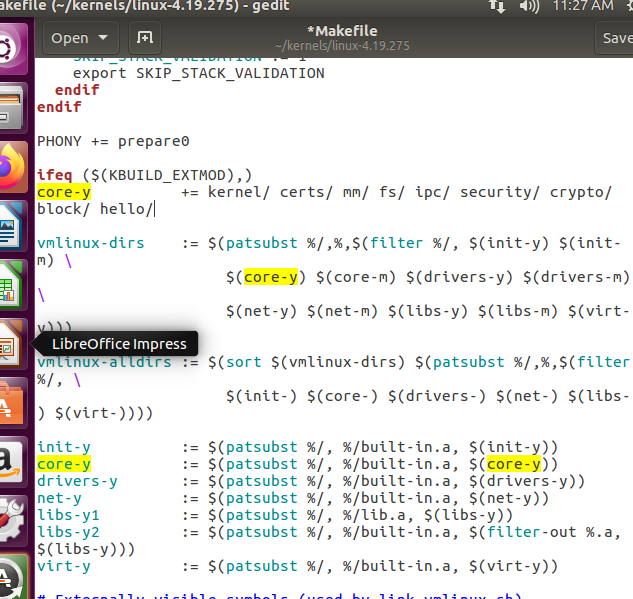 akefile (~/kernels/linux-4.19.275) - gedit 11:27 AM
Open *Makefile Save
~/kernels/linux-4.19.275
SKIP_STACK_VALIDATION := 1
export SKIP_STACK_VALIDATION
endif
endif
PHONY += prepare0
ifeq ($(KBUILD_EXTMOD),)
core-y += kernel/ certs/ mm/ fs/ ipc/ security/ crypto/
block/ hello/
vmlinux-dirs := $(patsubst %/,%,$(filter %/, $(init-y) $(init-
m) \
$(core-y) $(core-m) $(drivers-y) $(drivers-m)
\
$(net-y) $(net-m) $(libs-y) $(libs-m) $(virt-
y)))
LibreOffice Impress
vmlinux-alldirs := $(sort $(vmlinux-dirs) $(patsubst %/,%,$(filter
%/, \
$(init-) $(core-) $(drivers-) $(net-) $(libs-
) $(virt-))))
init-y := $(patsubst %/, %/built-in.a, $(init-y))
core-y := $(patsubst %/, %/built-in.a, $(core-y))
drivers-y := $(patsubst %/, %/built-in.a, $(drivers-y))
net-y := $(patsubst %/, %/built-in.a, $(net-y))
libs-y1 := $(patsubst %/, %/lib.a, $(libs-y))
libs-y2 := $(patsubst %/, %/built-in.a, $(filter-out %.a,
$(libs-y)))
virt-y := $(patsubst %/, %/built-in.a, $(virt-y))
# Externally visible symbols (used by link-vmlinux.sh)